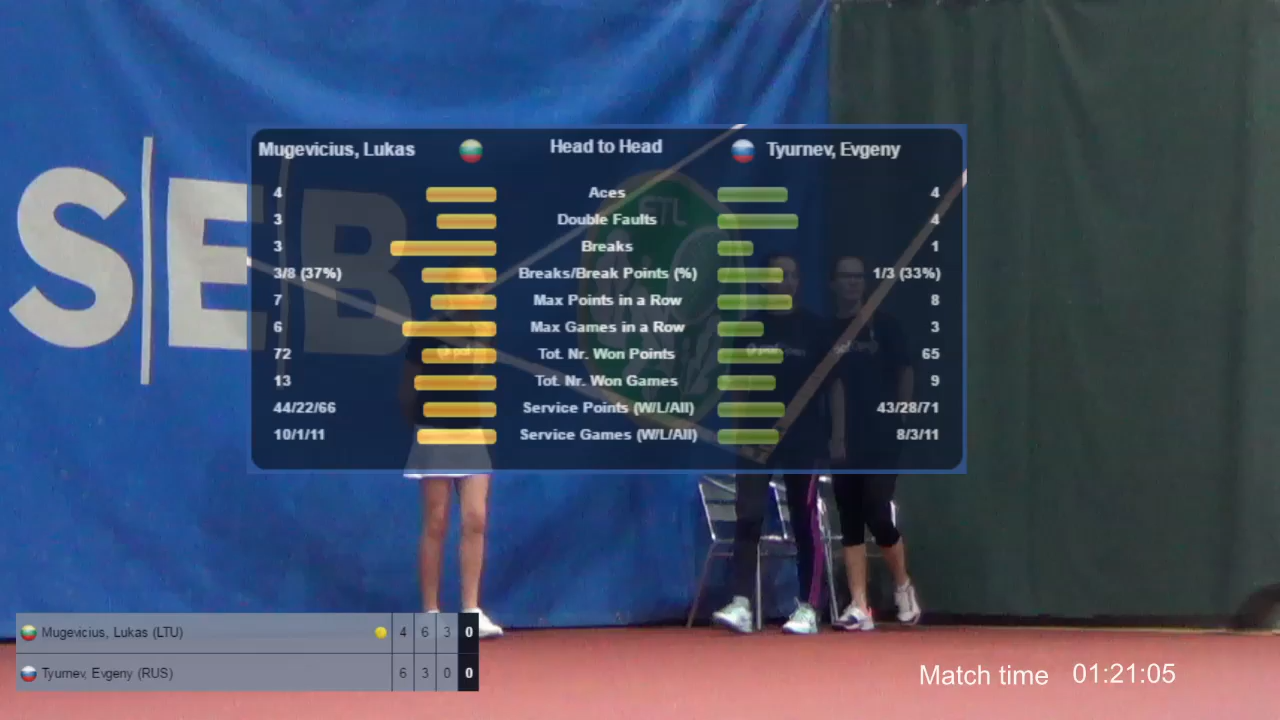 SEB
Mugevicius, Lukas Head to Head Tyurnev, Evgeny
4 Aces 4
3 Double Faults 4
3 Breaks 1
3/8 (37%) Breaks/Break Points (%) 1/3 (33%)
7 Max Points in a Row 8
6 Max Games in a Row 3
72 Tot. Nr. Won Points 65
13 Tot. Nr. Won Games 9
44/22/66 Service Points (W/L/All) 43/28/71
10/1/11 Service Games (W/L/All) 8/3/11
Mugevicius, Lukas (LTU) 4 6 3 0
Tyurnev, Evgeny (RUS) 6 3 0 0
Match time 01:21:05